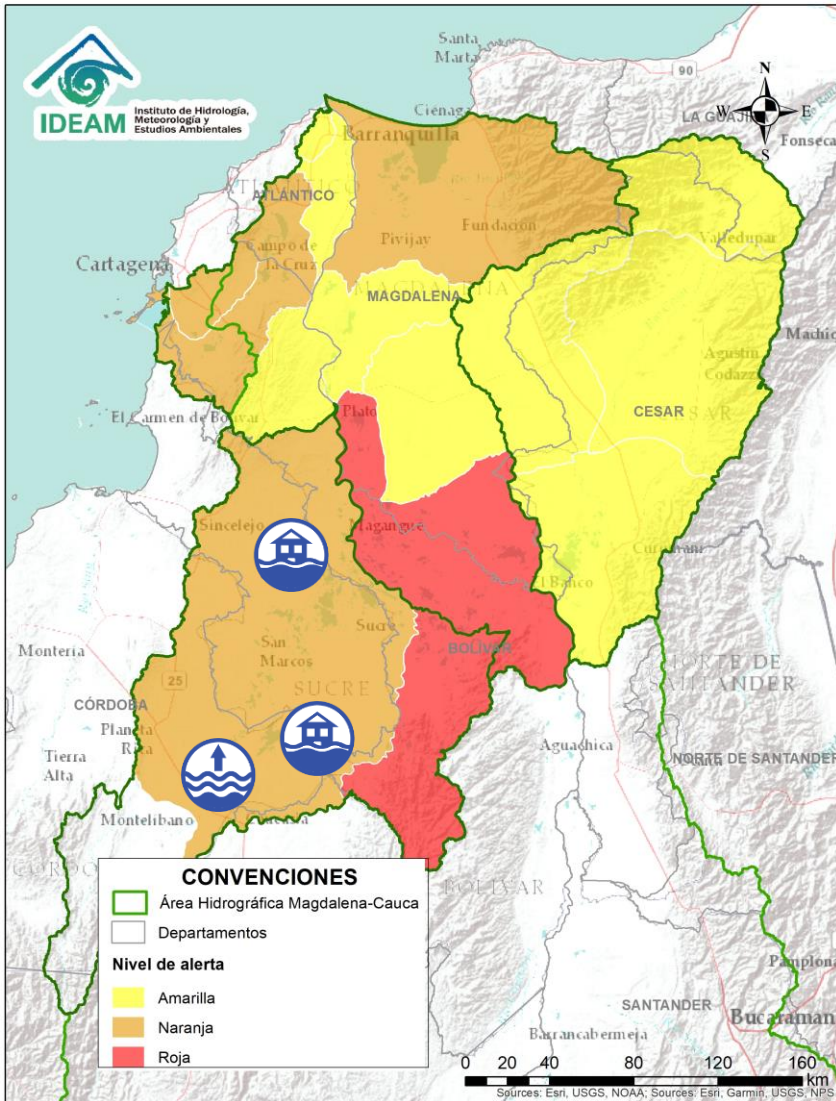 IDEAM
Instituto de Hidrología,
Meteorología y
Estudios Ambientales
Santa
Marta
90
N
W
E
S
LA GUAJI
Fonseca
Ciénaga
Barranquilla
ATLÁNTICO
Cartagena
Campo de
la Cruz
Pivijay
Fundación
Valledupar
MAGDALENA
Agustín
Codazzi
CESAR
El Carmen de Bolívar
Plato
Sincelejo
Magangué
El Banco
Montería
San
Marcos
Sucre
SUCRE
BOLÍVAR
NORTE DE
SANTANDER
25
CÓRDOBA
Planeta
Rica
Tierra
Alta
Aguachica
NORTE DE SANTANDER
Montelibano
CONVENCIONES
Área Hidrográfica Magdalena-Cauca
Departamentos
Nivel de alerta
Amarilla
Naranja
Roja
BOLÍVAR
Pamplona
SANTANDER
Bucaraman
Barrancabermeja
0 20 40 80 120 160
km
Sources: Esri, USGS, NOAA; Sources: Esri, Garmin, USGS, NPS